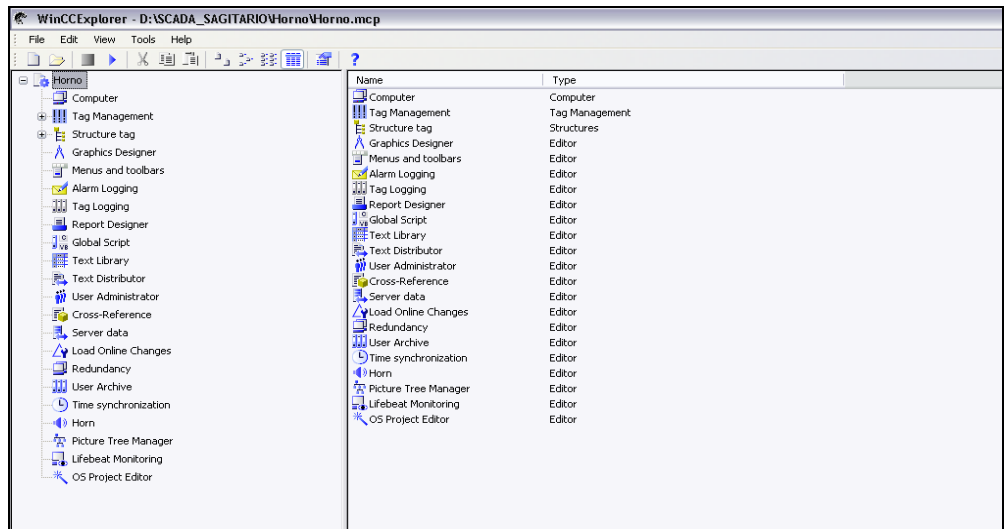 WinCCExplorer - D:\SCADA_SAGITARIO\Horno\Horno.mcp
File Edit View Tools Help
Horno
Computer
Tag Management
Structure tag
Graphics Designer
Menus and toolbars
Alarm Logging
Tag Logging
Report Designer
Global Script
Text Library
Text Distributor
User Administrator
Cross-Reference
Server data
Load Online Changes
Redundancy
User Archive
Time synchronization
Horn
Picture Tree Manager
Lifebeat Monitoring
OS Project Editor
Name Type
Computer Computer
Tag Management Tag Management
Structure tag Structures
Graphics Designer Editor
Menus and toolbars Editor
Alarm Logging Editor
Tag Logging Editor
Report Designer Editor
Global Script Editor
Text Library Editor
Text Distributor Editor
User Administrator Editor
Cross-Reference Editor
Server data Editor
Load Online Changes Editor
Redundancy Editor
User Archive Editor
Time synchronization Editor
Horn Editor
Picture Tree Manager Editor
Lifebeat Monitoring Editor
OS Project Editor Editor